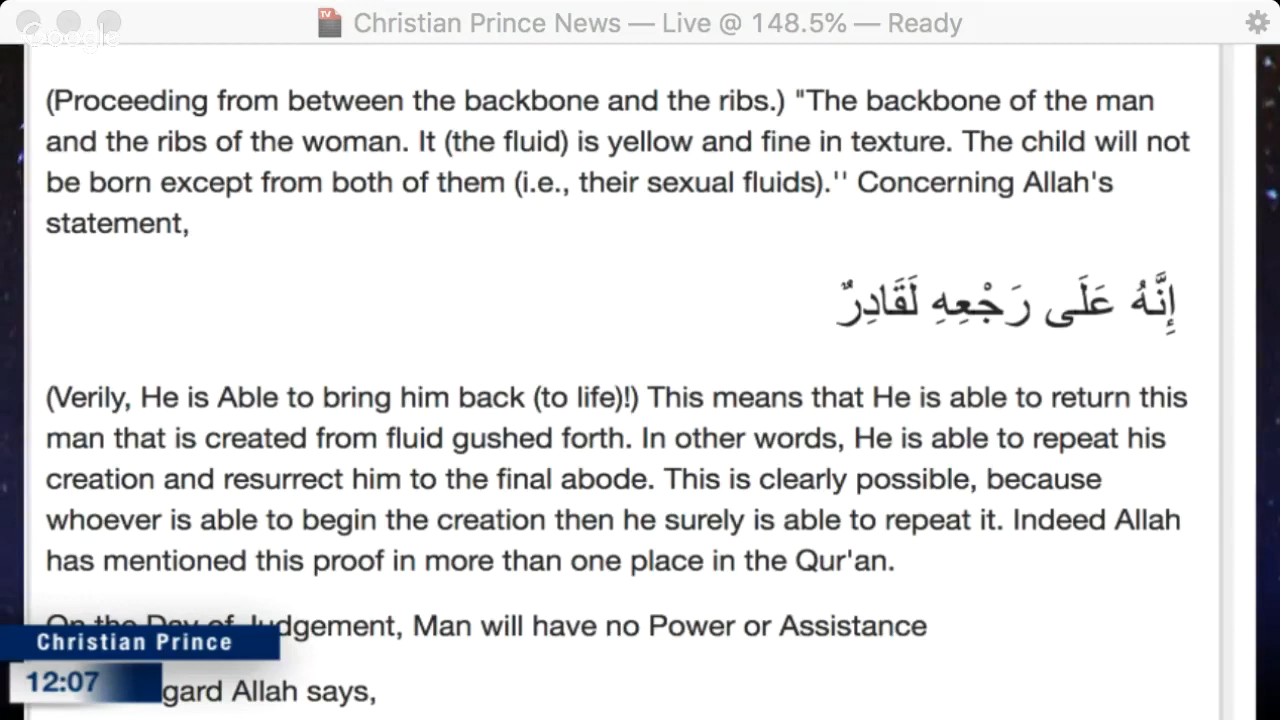 Christian Prince News — Live @ 148.5% — Ready
TV
Google
(Proceeding from between the backbone and the ribs.) "The backbone of the man
and the ribs of the woman. It (the fluid) is yellow and fine in texture. The child will not
be born except from both of them (i.e., their sexual fluids).'' Concerning Allah's
statement,
إِنَّهُ عَلَى رَجْعِهِ لَقَادِرٌ
(Verily, He is Able to bring him back (to life)!) This means that He is able to return this
man that is created from fluid gushed forth. In other words, He is able to repeat his
creation and resurrect him to the final abode. This is clearly possible, because
whoever is able to begin the creation then he surely is able to repeat it. Indeed Allah
has mentioned this proof in more than one place in the Qur'an.
On the Day of Judgement, Man will have no Power or Assistance
Christian Prince
12:07
gard Allah says,